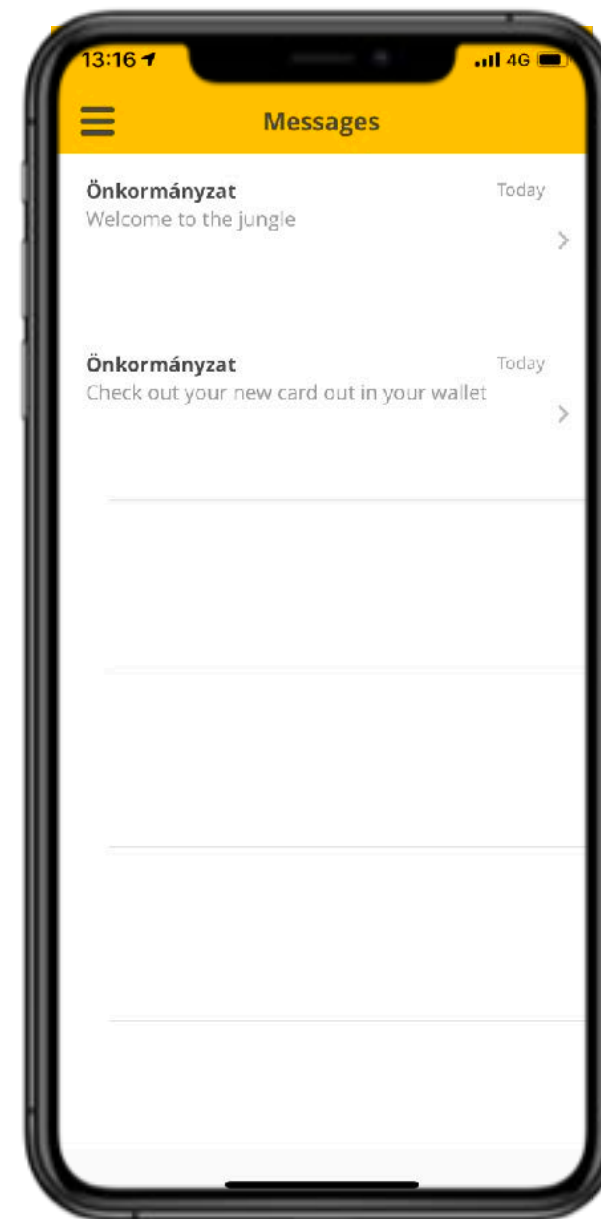 13:16
4G
Messages
Önkormányzat
Today
Welcome to the jungle
Önkormányzat
Today
Check out your new card out in your wallet